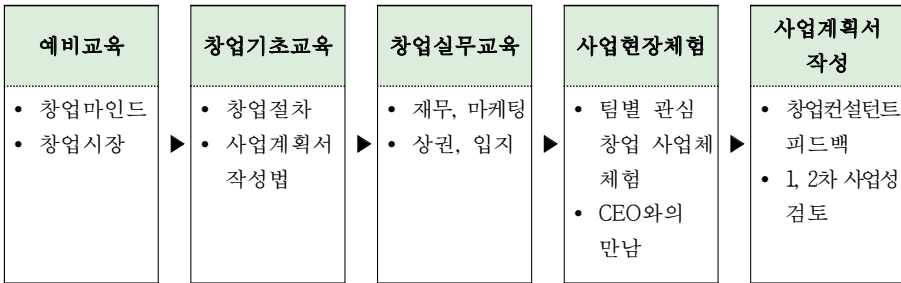 예비교육
• 창업마인드
• 창업시장
▶
창업기초교육
• 창업절차
• 사업계획서
작성법
▶
창업실무교육
• 재무, 마케팅
• 상권, 입지
▶
사업현장체험
• 팀별 관심
창업 사업체
체험
• CEO와의
만남
▶
사업계획서
작성
• 창업컨설턴트
피드백
• 1, 2차 사업성
검토